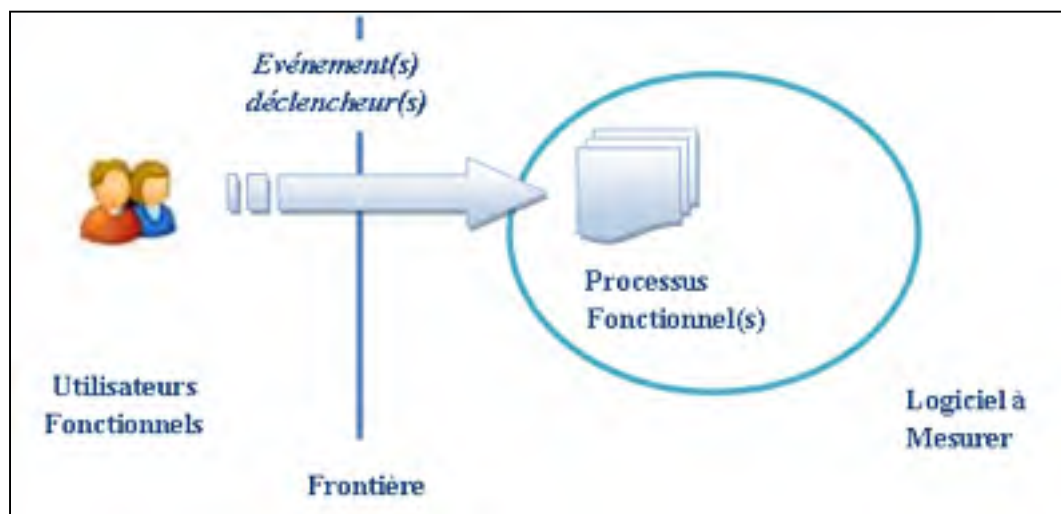 Evénement(s)
déclencheur(s)
Processus
Fonctionnel(s)
Utilisateurs
Fonctionnels
Logiciel à
Mesurer
Frontière